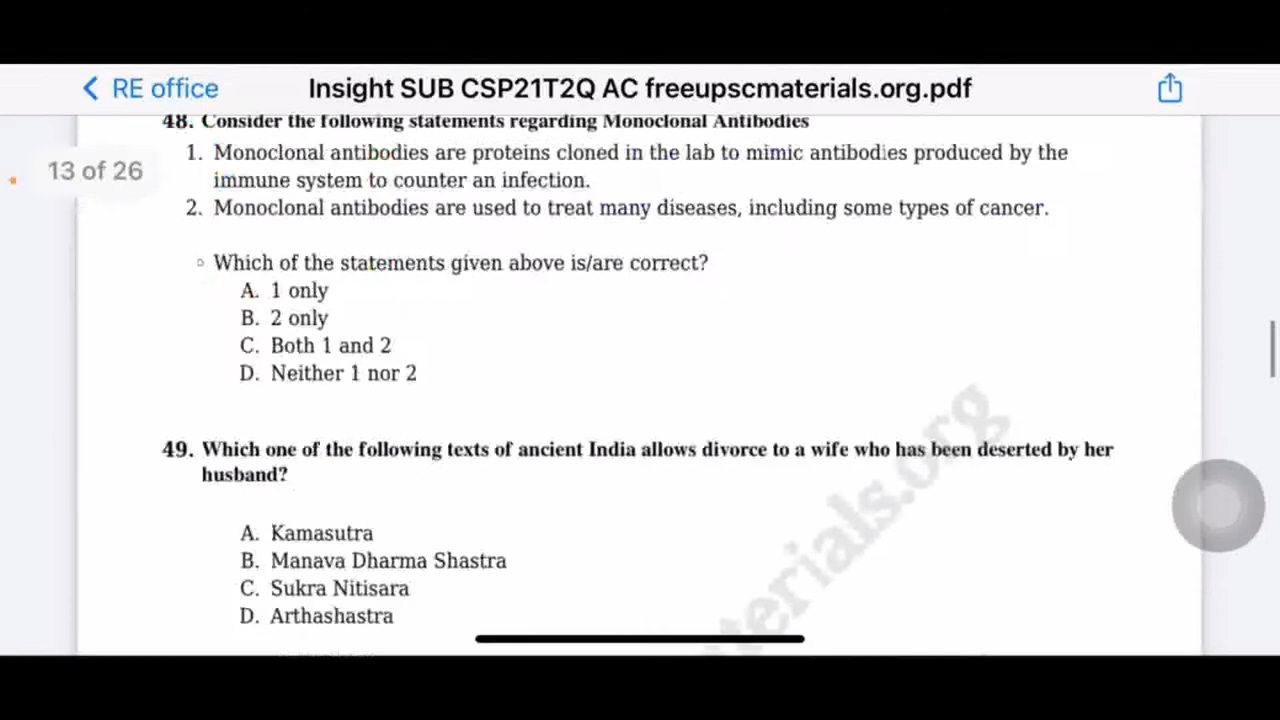 RE office
Insight SUB CSP21T2Q AC freeupscmaterials.org.pdf
13 of 26
48. Consider the following statements regarding Monoclonal Antibodies
1. Monoclonal antibodies are proteins cloned in the lab to mimic antibodies produced by the
immune system to counter an infection.
2. Monoclonal antibodies are used to treat many diseases, including some types of cancer.
Which of the statements given above is/are correct?
A. 1 only
B. 2 only
C. Both 1 and 2
D. Neither 1 nor 2
49. Which one of the following texts of ancient India allows divorce to a wife who has been deserted by her
husband?
A. Kamasutra
B. Manava Dharma Shastra
C. Sukra Nitisara
D. Arthashastra
terials.org